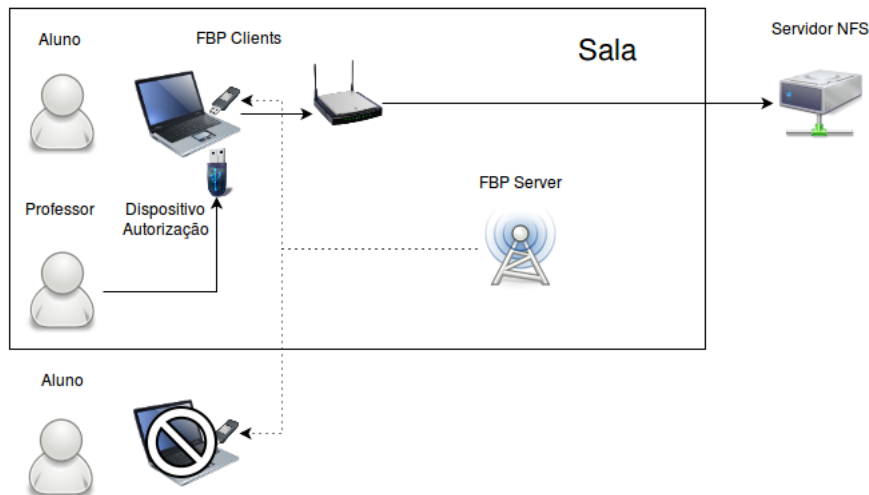 Aluno
FBP Clients
Sala
Servidor NFS
FBP Server
Professor
Dispositivo
Autorização
Aluno